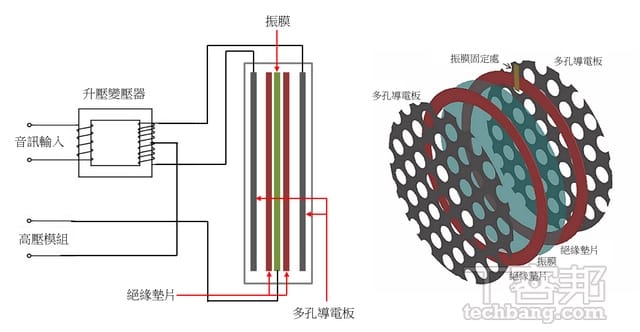 振膜
升壓變壓器
音訊輸入
高壓模組
絕緣墊片
多孔導電板
振膜固定處
多孔導電板
多孔導電板
絕緣墊片
振膜
絕緣墊片
T客邦
techbang.com